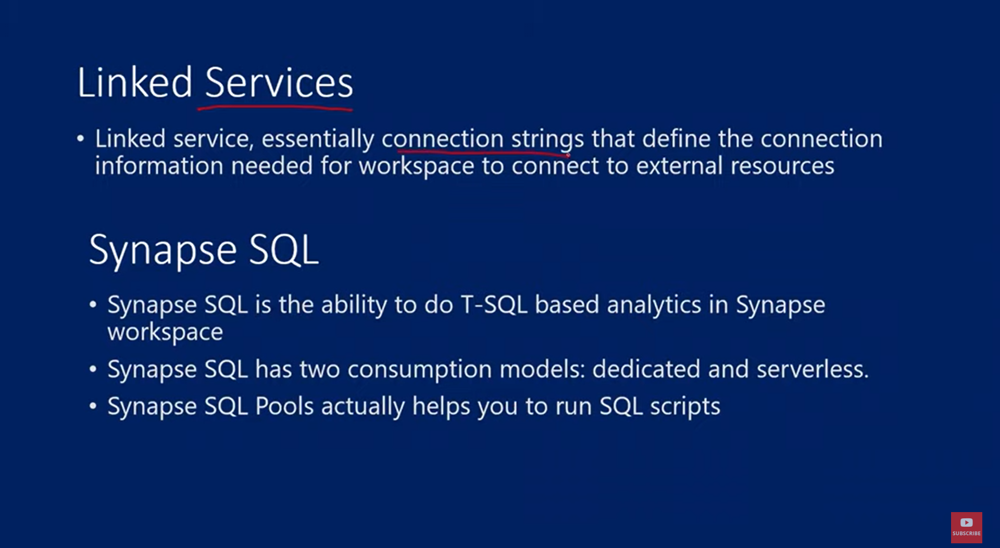 Linked Services
• Linked service, essentially connection strings that define the connection
information needed for workspace to connect to external resources
Synapse SQL
• Synapse SQL is the ability to do T-SQL based analytics in Synapse
workspace
• Synapse SQL has two consumption models: dedicated and serverless.
• Synapse SQL Pools actually helps you to run SQL scripts
SUBSCRIBE